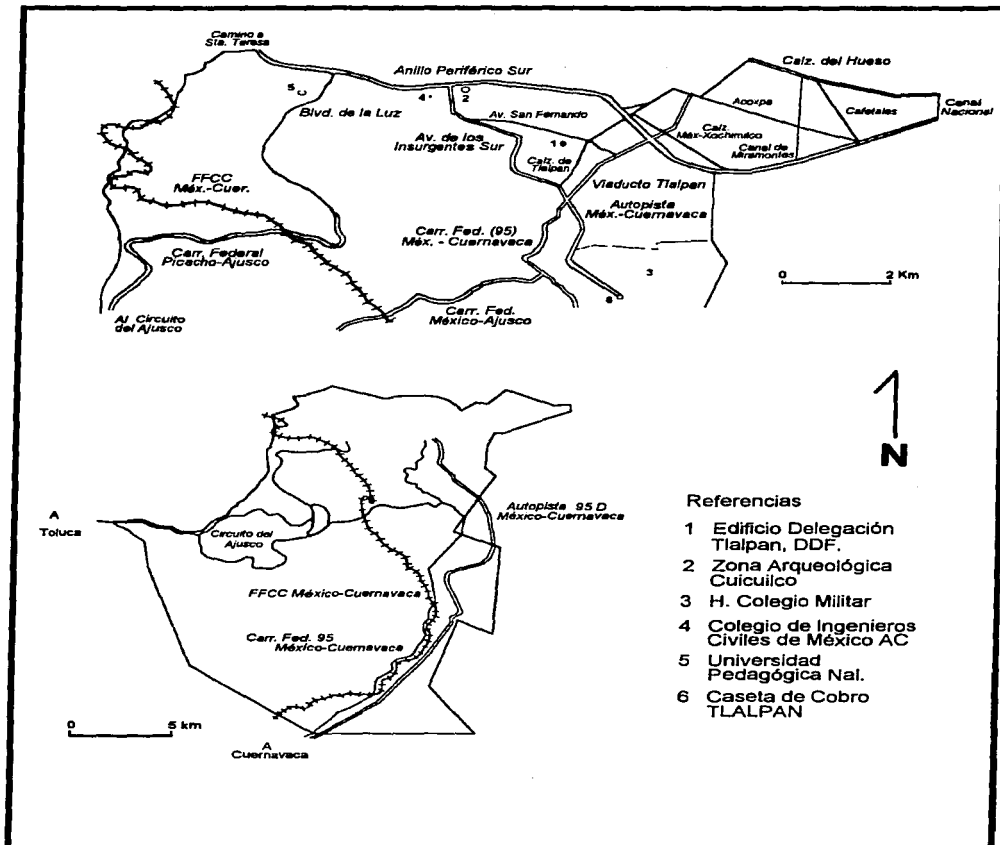 Camino a
Sta. Teresa
Anillo Periférico Sur
Calz. del Hueso
5
4
2
Blvd. de la Luz
Av. San Fernando
Acoxpa
Cafetales
Canal
Nacional
Av. de los
Insurgentes Sur
1
Calz.
Méx-Xochimilco
Calz. de
Tlalpan
Canal de
Miramontes
FFCC
Méx.-Cuer.
Viaducto Tlalpan
Autopista
Méx.-Cuernavaca
Carr. Fed. (95)
Méx. - Cuernavaca
Carr. Federal
Picacho-Ajusco
3
0 2 Km
6
Al Circuito
del Ajusco
Carr. Fed.
México-Ajusco
N
A
Toluca
Circuito del
Ajusco
Autopista 95 D
México-Cuernavaca
FFCC México-Cuernavaca
Carr. Fed. 95
México-Cuernavaca
0 5 km
A
Cuernavaca
Referencias
1 Edificio Delegación
Tlalpan, DDF.
2 Zona Arqueológica
Cuicuilco
3 H. Colegio Militar
4 Colegio de Ingenieros
Civiles de México AC
5 Universidad
Pedagógica Nal.
6 Caseta de Cobro
TLALPAN